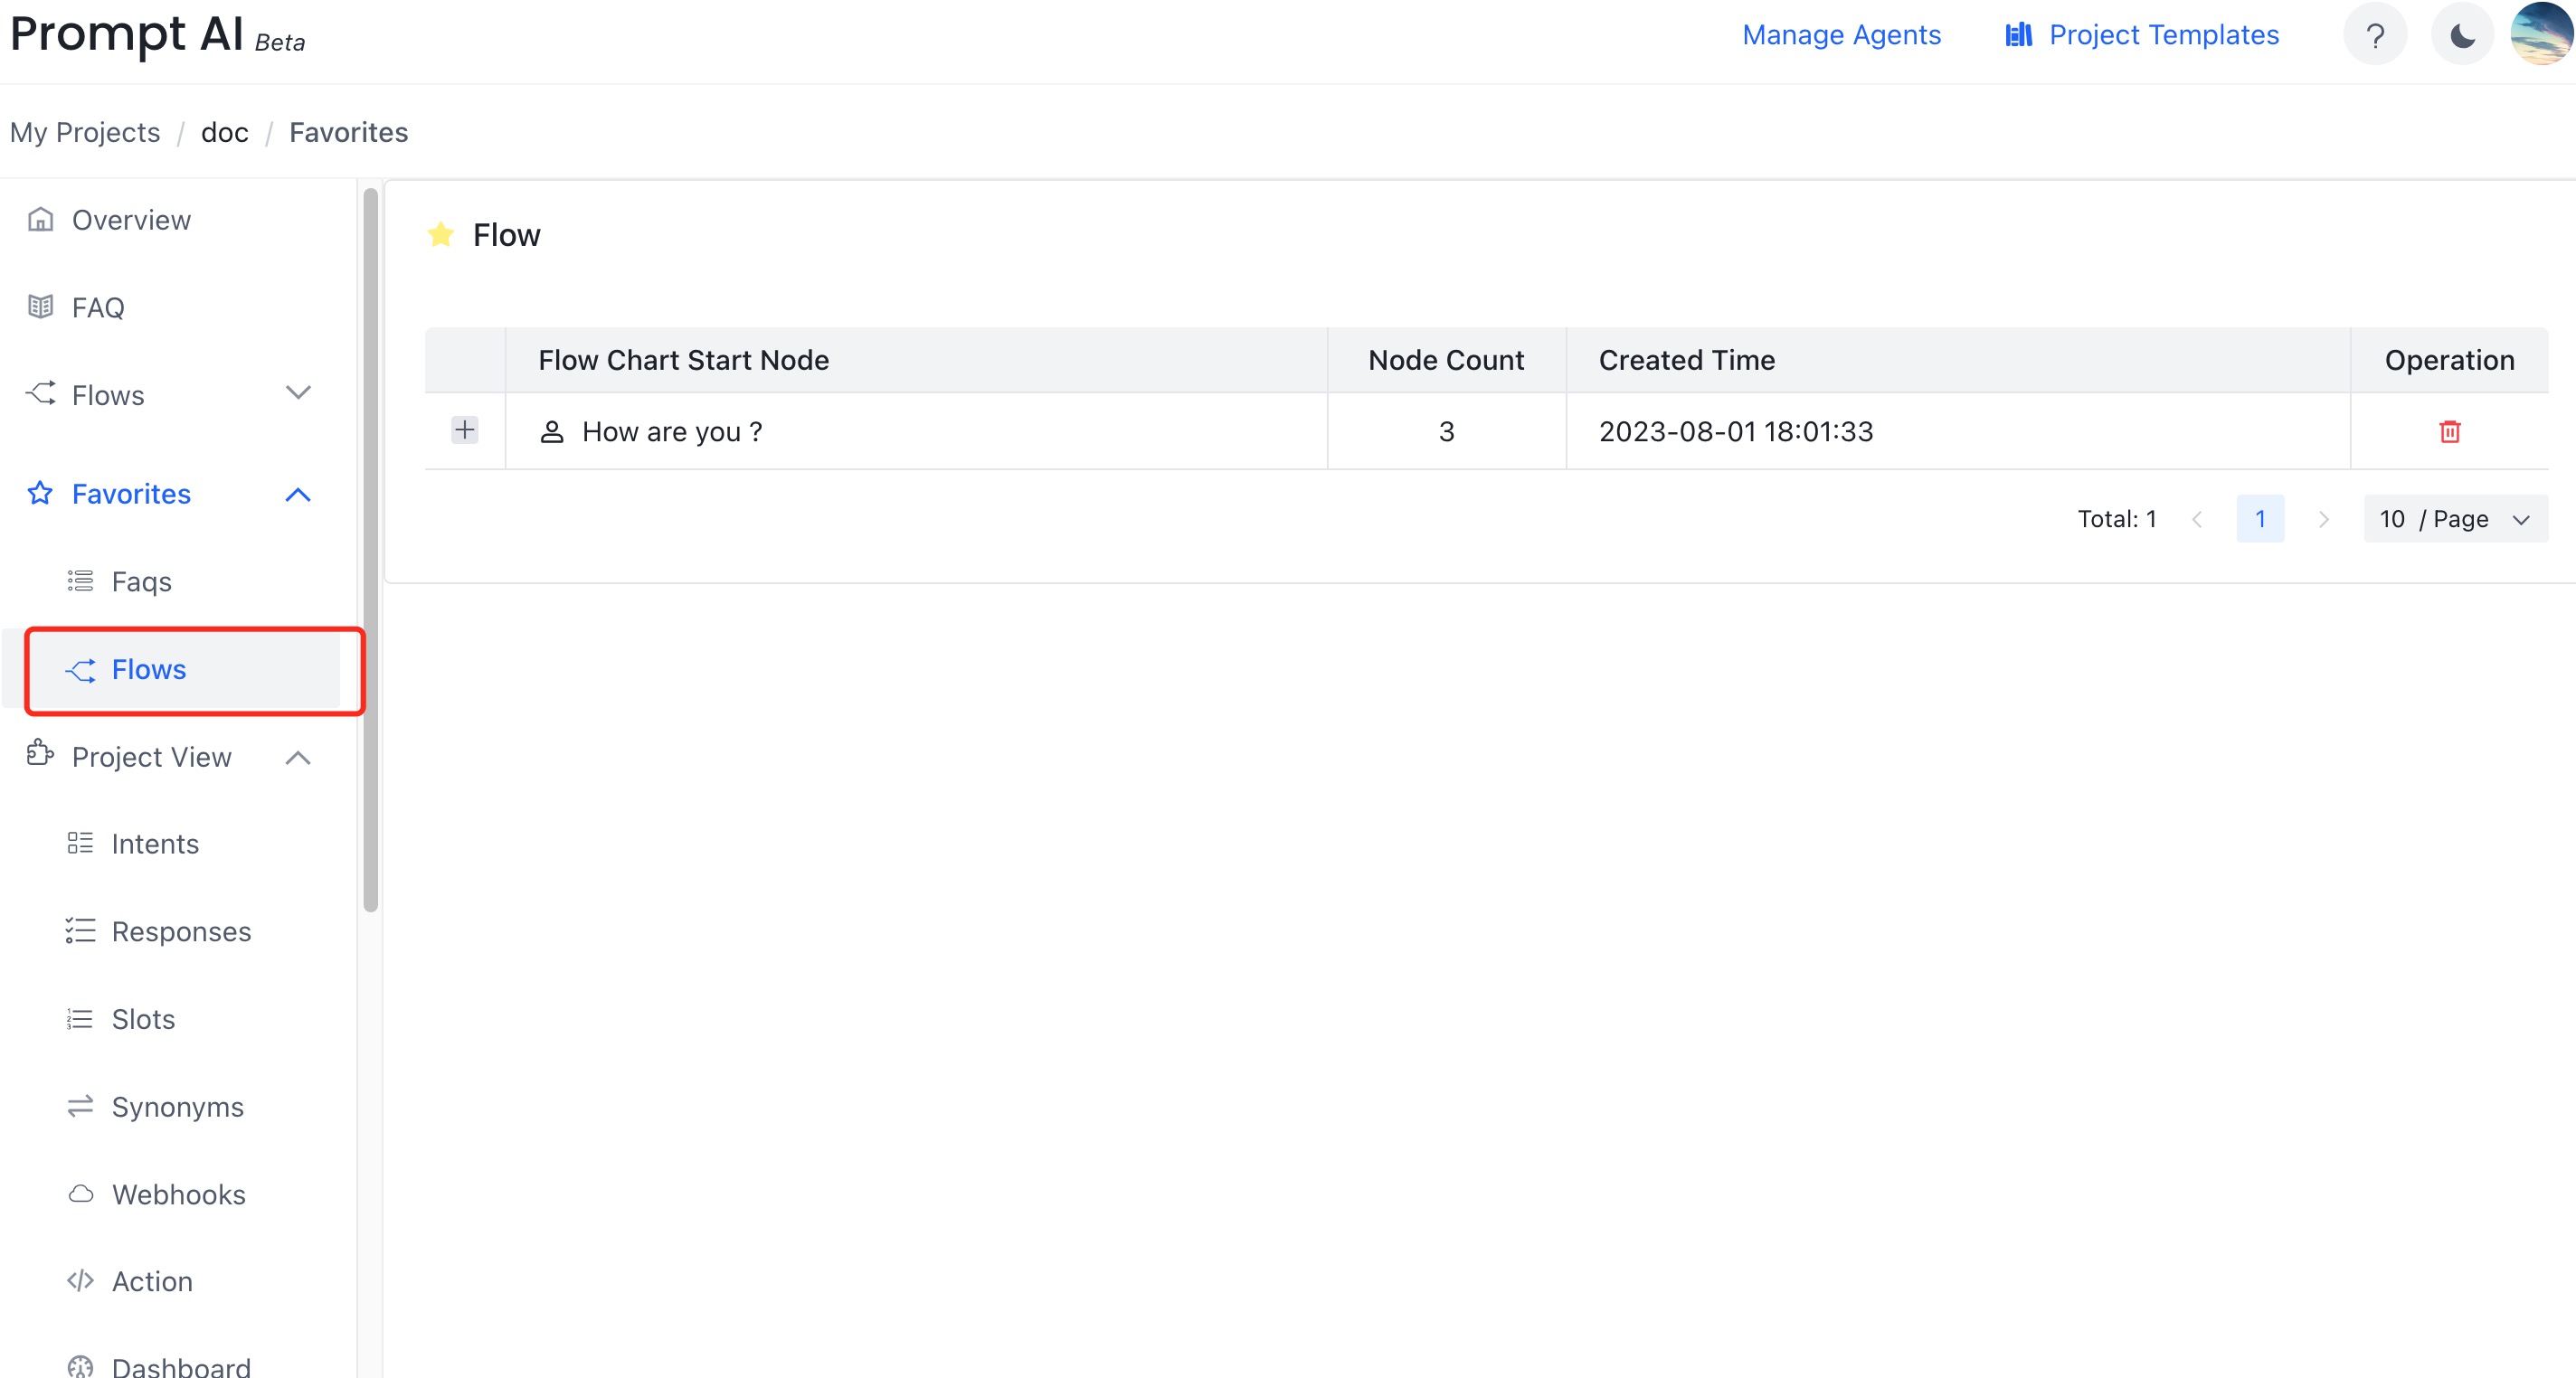 Prompt AI Beta
Manage Agents
Project Templates
?
My Projects / doc / Favorites
Overview
FAQ
Flows
Favorites
Faqs
Flows
Project View
Intents
Responses
Slots
Synonyms
Webhooks
Action
Dashboard
Flow
Flow Chart Start Node Node Count Created Time Operation
How are you ? 3 2023-08-01 18:01:33
Total: 1 < 1 > 10 / Page